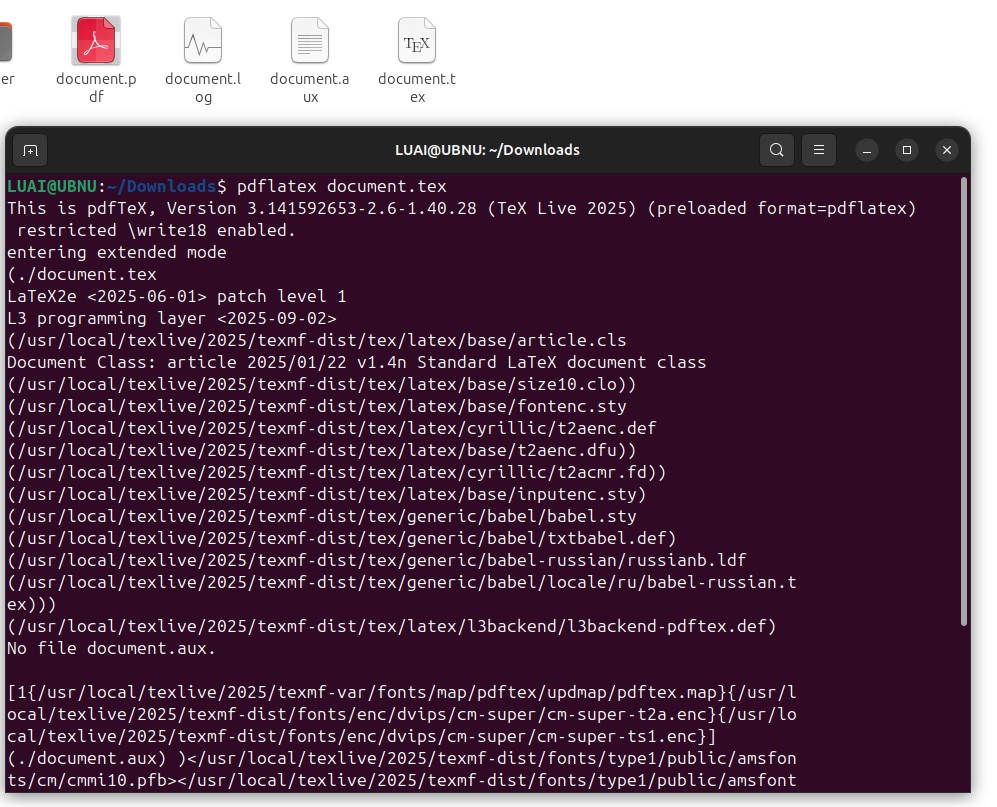 er
document.p
df
document.l
og
document.a
ux
document.t
ex
TEX
LUAI@UBNU: ~/Downloads
LUAI@UBNU:~/Downloads$ pdflatex document.tex
This is pdfTeX, Version 3.141592653-2.6-1.40.28 (TeX Live 2025) (preloaded format=pdflatex)
 restricted \write18 enabled.
entering extended mode
(./document.tex
LaTeX2e <2025-06-01> patch level 1
L3 programming layer <2025-09-02>
(/usr/local/texlive/2025/texmf-dist/tex/latex/base/article.cls
Document Class: article 2025/01/22 v1.4n Standard LaTeX document class
(/usr/local/texlive/2025/texmf-dist/tex/latex/base/size10.clo))
(/usr/local/texlive/2025/texmf-dist/tex/latex/base/fontenc.sty
(/usr/local/texlive/2025/texmf-dist/tex/latex/cyrillic/t2aenc.def
(/usr/local/texlive/2025/texmf-dist/tex/latex/base/t2aenc.dfu))
(/usr/local/texlive/2025/texmf-dist/tex/latex/cyrillic/t2acmr.fd))
(/usr/local/texlive/2025/texmf-dist/tex/latex/base/inputenc.sty)
(/usr/local/texlive/2025/texmf-dist/tex/generic/babel/babel.sty
(/usr/local/texlive/2025/texmf-dist/tex/generic/babel/txtbabel.def)
(/usr/local/texlive/2025/texmf-dist/tex/generic/babel-russian/russianb.ldf
(/usr/local/texlive/2025/texmf-dist/tex/generic/babel/locale/ru/babel-russian.t
ex)))
(/usr/local/texlive/2025/texmf-dist/tex/latex/l3backend/l3backend-pdftex.def)
No file document.aux.
[1{/usr/local/texlive/2025/texmf-var/fonts/map/pdftex/updmap/pdftex.map}{/usr/l
ocal/texlive/2025/texmf-dist/fonts/enc/dvips/cm-super/cm-super-t2a.enc}{/usr/lo
cal/texlive/2025/texmf-dist/fonts/enc/dvips/cm-super/cm-super-ts1.enc}]
(./document.aux) )</usr/local/texlive/2025/texmf-dist/fonts/type1/public/amsfon
ts/cm/cmmi10.pfb></usr/local/texlive/2025/texmf-dist/fonts/type1/public/amsfont